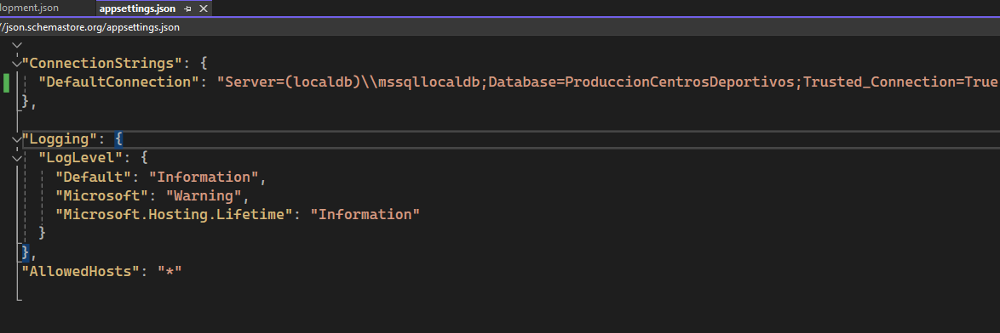 lopment.json appsettings.json
//json.schemastore.org/appsettings.json
"ConnectionStrings": {
"DefaultConnection": "Server=(localdb)\\mssqllocaldb;Database=ProduccionCentrosDeportivos;Trusted_Connection=True
},
"Logging": {
"LogLevel": {
"Default": "Information",
"Microsoft": "Warning",
"Microsoft.Hosting.Lifetime": "Information"
}
},
"AllowedHosts": "*"